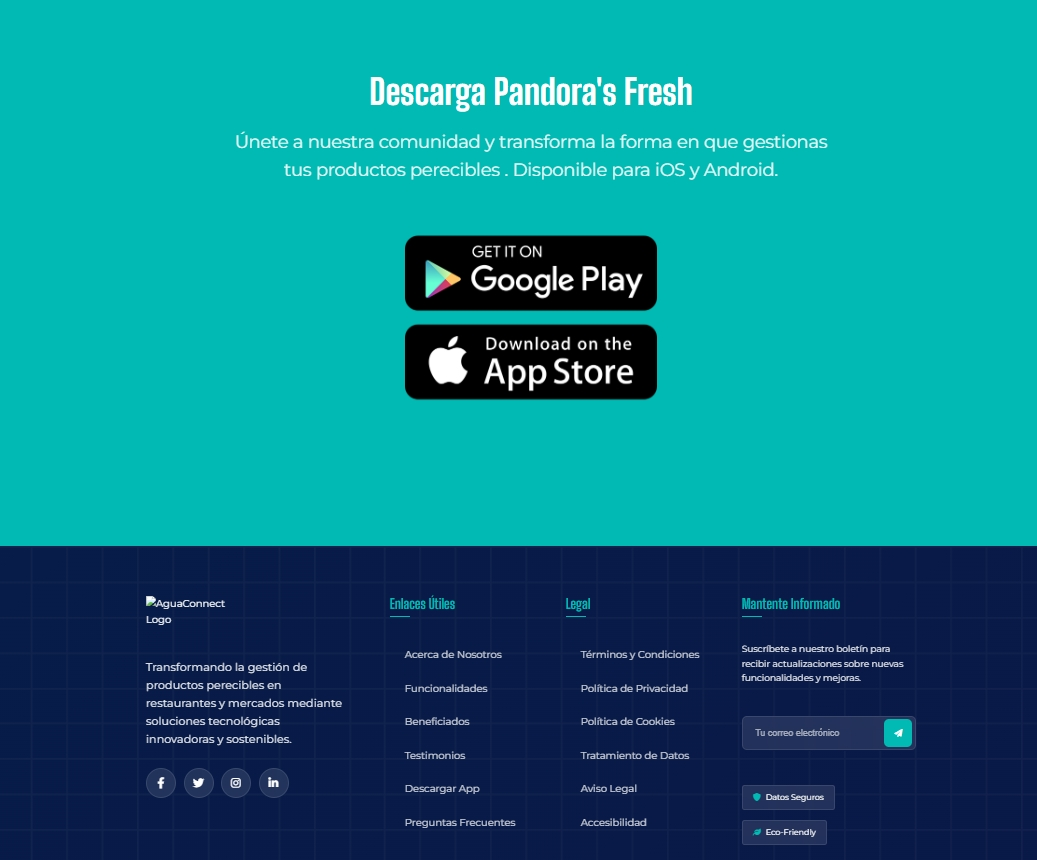 Descarga Pandora's Fresh
Únete a nuestra comunidad y transforma la forma en que gestionas
tus productos perecibles . Disponible para iOS y Android.
GET IT ON
Google Play
Download on the
App Store
AguaConnect
Logo
Transformando la gestión de
productos perecibles en
restaurantes y mercados mediante
soluciones tecnológicas
innovadoras y sostenibles.
Enlaces Útiles
Acerca de Nosotros
Funcionalidades
Beneficiados
Testimonios
Descargar App
Preguntas Frecuentes
Legal
Términos y Condiciones
Política de Privacidad
Política de Cookies
Tratamiento de Datos
Aviso Legal
Accesibilidad
Mantente Informado
Suscríbete a nuestro boletín para
recibir actualizaciones sobre nuevas
funcionalidades y mejoras.
Tu correo electrónico
Datos Seguros
Eco-Friendly